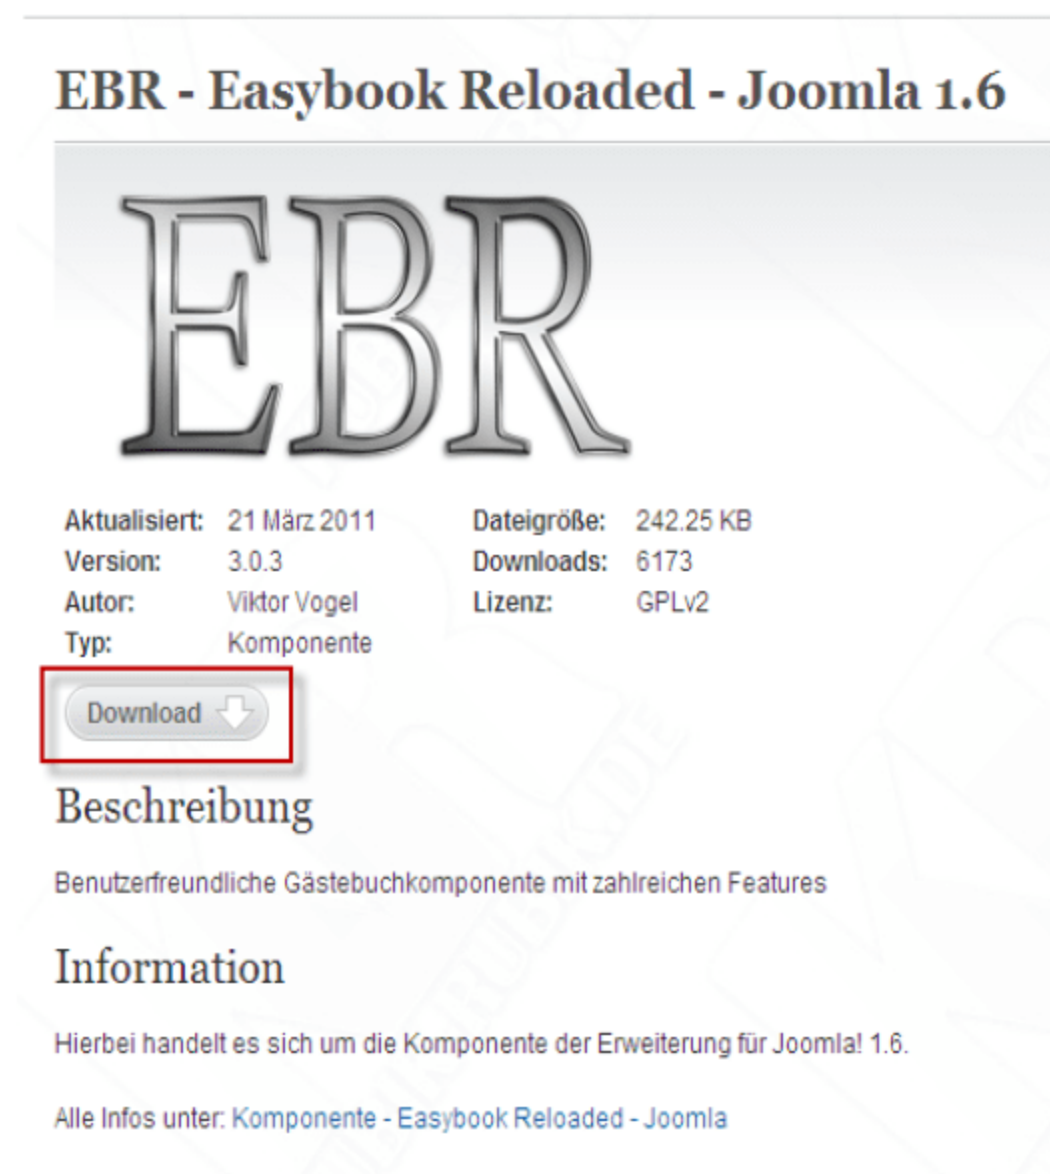 EBR - Easybook Reloaded - Joomla 1.6
EBR
Aktualisiert: 21 März 2011 Dateigröße: 242.25 KB
Version: 3.0.3 Downloads: 6173
Autor: Viktor Vogel Lizenz: GPLv2
Typ: Komponente
Download
Beschreibung
Benutzerfreundliche Gästebuchkomponente mit zahlreichen Features
Information
Hierbei handelt es sich um die Komponente der Erweiterung für Joomla! 1.6.
Alle Infos unter: Komponente - Easybook Reloaded - Joomla